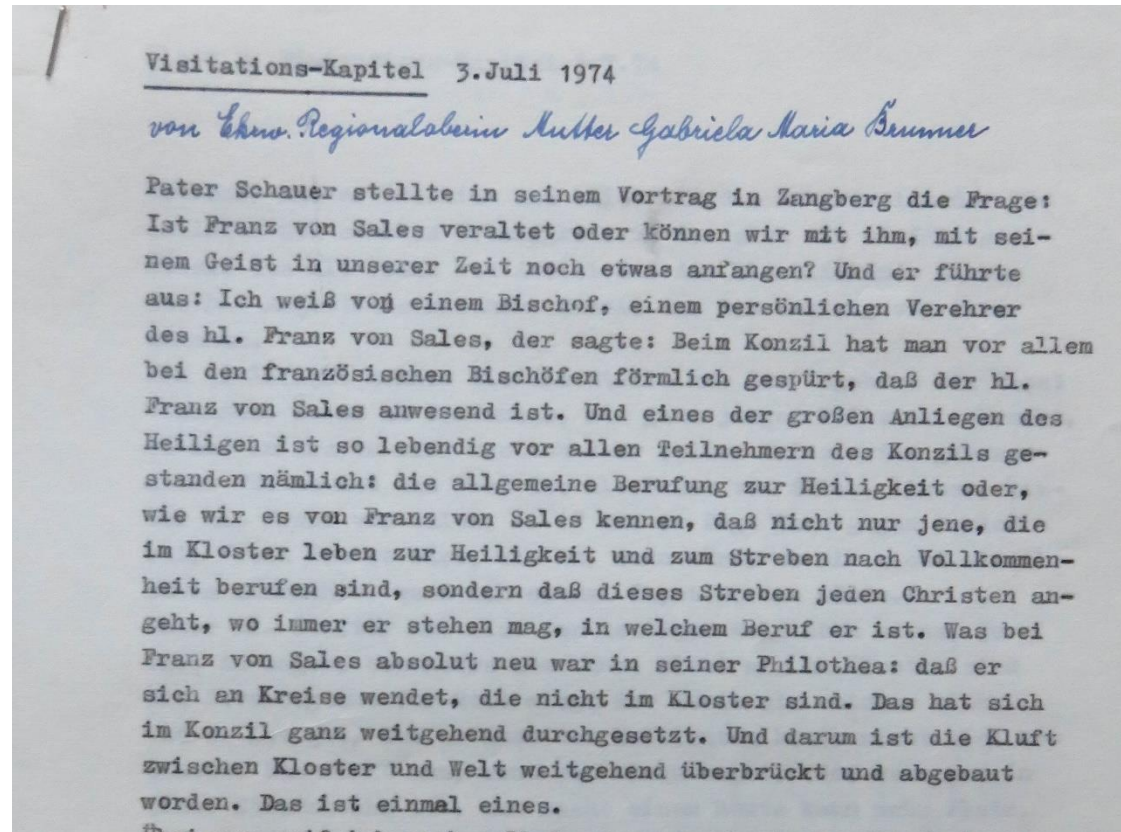 Visitations-Kapitel 3.Juli 1974
von Ehrw. Regionaloberin Mutter Gabriela Maria Brunner
Pater Schauer stellte in seinem Vortrag in Zangberg die Frage:
Ist Franz von Sales veraltet oder können wir mit ihm, mit sei-
nem Geist in unserer Zeit noch etwas anfangen? Und er führte
aus: Ich weiß von einem Bischof, einem persönlichen Verehrer
des hl. Franz von Sales, der sagte: Beim Konzil hat man vor allem
bei den französischen Bischöfen förmlich gespürt, daß der hl.
Franz von Sales anwesend ist. Und eines der großen Anliegen des
Heiligen ist so lebendig vor allen Teilnehmern des Konzils ge-
standen nämlich: die allgemeine Berufung zur Heiligkeit oder,
wie wir es von Franz von Sales kennen, daß nicht nur jene, die
im Kloster leben zur Heiligkeit und zum Streben nach Vollkommen-
heit berufen sind, sondern daß dieses Streben jeden Christen an-
geht, wo immer er stehen mag, in welchem Beruf er ist. Was bei
Franz von Sales absolut neu war in seiner Philothea: daß er
sich an Kreise wendet, die nicht im Kloster sind. Das hat sich
im Konzil ganz weitgehend durchgesetzt. Und darum ist die Kluft
zwischen Kloster und Welt weitgehend überbrückt und abgebaut
worden. Das ist einmal eines.